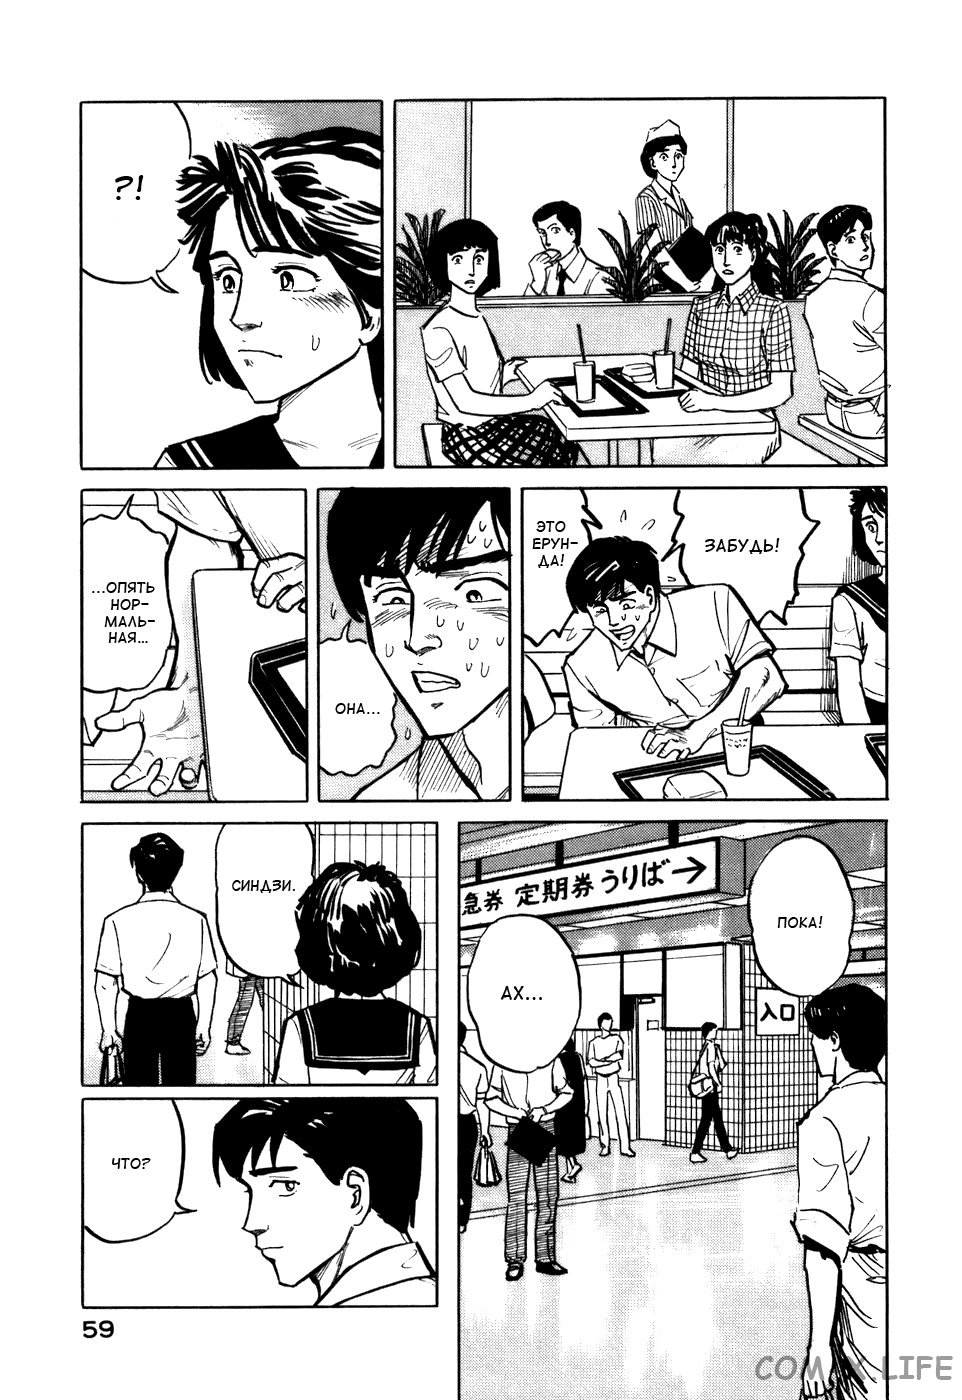 ?!
ЗАБУДЬ!
ЭТО
ЕРУН-
ДА!
ОНА...
...ОПЯТЬ
НОР-
МАЛЬ-
НАЯ...
急券 定期券 うりば→
ПОКА!
АХ...
入口
СИНДЗИ.
ЧТО?
59
COMIX LIFE